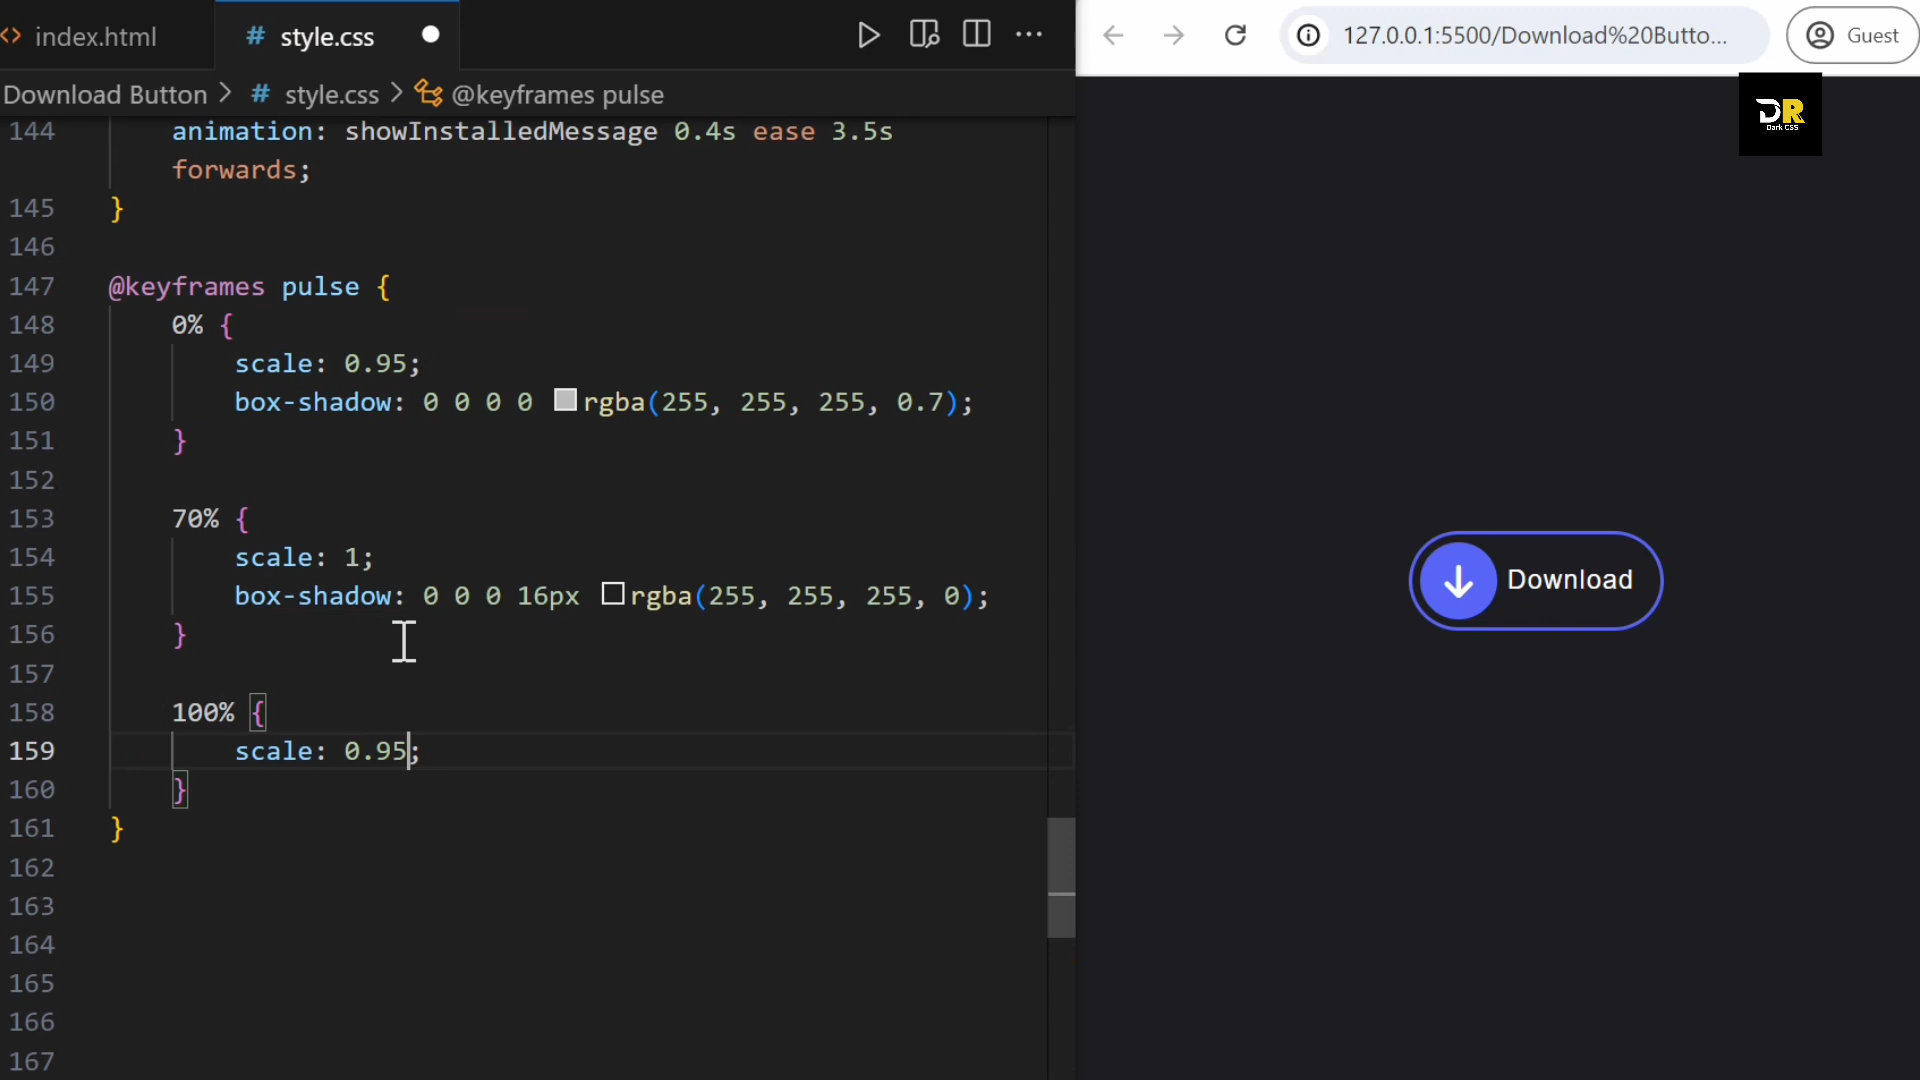 index.html
# style.css
Download Button > # style.css > @keyframes pulse
144 animation: showInstalledMessage 0.4s ease 3.5s
forwards;
145 }
146
147 @keyframes pulse {
148 0% {
149 scale: 0.95;
150 box-shadow: 0 0 0 0 rgba(255, 255, 255, 0.7);
151 }
152
153 70% {
154 scale: 1;
155 box-shadow: 0 0 0 16px rgba(255, 255, 255, 0);
156 }
157
158 100% {
159 scale: 0.95;
160 }
161 }
162
163
164
165
166
167
127.0.0.1:5500/Download%20Butto...
Guest
DR
Dark CSS
Download